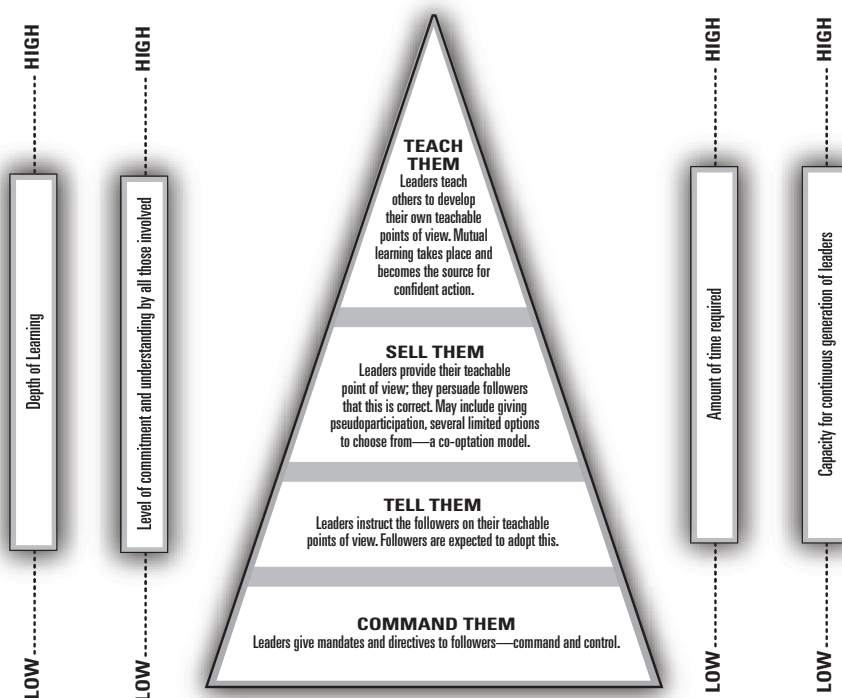 HIGH
Depth of Learning
LOW
HIGH
Level of commitment and understanding by all those involved
LOW
TEACH
THEM
Leaders teach
others to develop
their own teachable
points of view. Mutual
learning takes place and
becomes the source for
confident action.
SELL THEM
Leaders provide their teachable
point of view; they persuade followers
that this is correct. May include giving
pseudoparticipation, several limited options
to choose from—a co-optation model.
TELL THEM
Leaders instruct the followers on their teachable
points of view. Followers are expected to adopt this.
COMMAND THEM
Leaders give mandates and directives to followers—command and control.
HIGH
Amount of time required
LOW
HIGH
Capacity for continuous generation of leaders
LOW